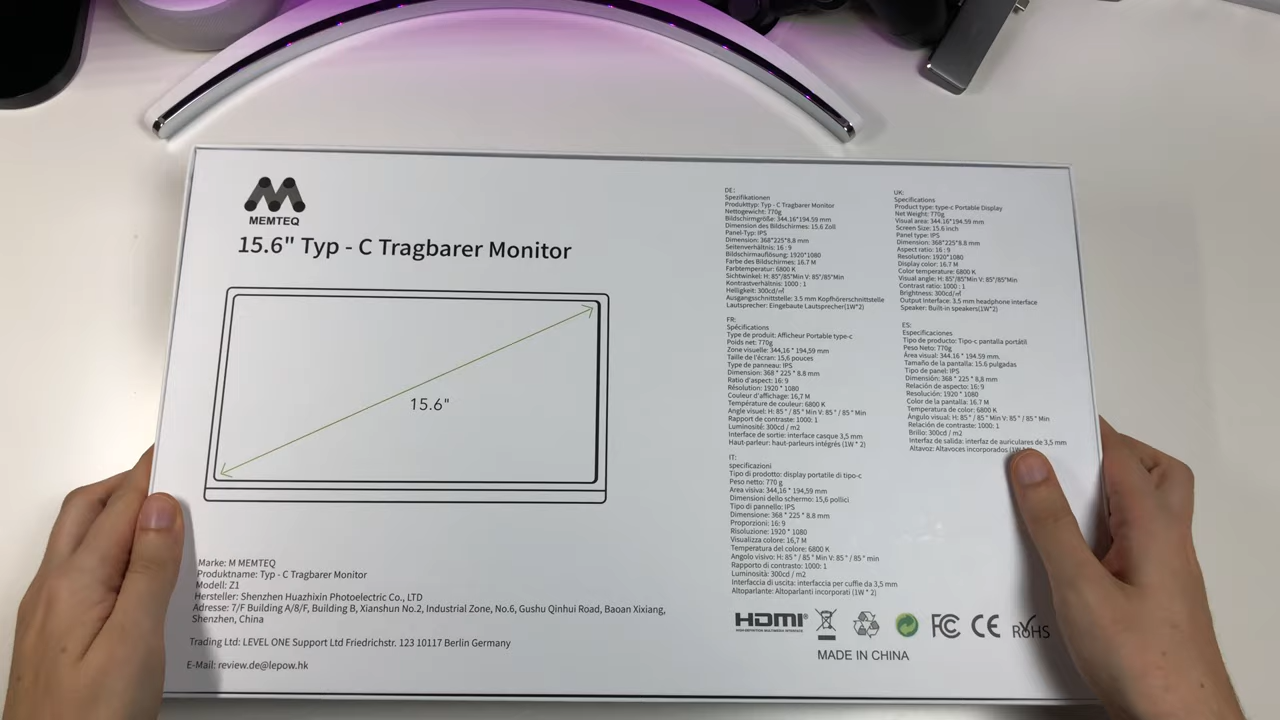 MEMTEQ
15.6" Typ - C Tragbarer Monitor
15.6"
Marke: M MEMTEQ
Produktname: Typ - C Tragbarer Monitor
Modell: Z1
Hersteller: Shenzhen Huazhixin Photoelectric Co., LTD
Adresse: 7/F Building A/8/F, Building B, Xianshun No.2, Industrial Zone, No.6, Gushu Qinhui Road, Baoan Xixiang,
Shenzhen, China
Trading Ltd: LEVEL ONE Support Ltd Friedrichstr. 123 10117 Berlin Germany
E-Mail: review.de@lepow.hk
DE:
Spezifikationen
Produkttyp: Typ - C Tragbarer Monitor
Nettogewicht: 770g
Bildschirmgröße: 344.16*194.59 mm
Dimension des Bildschirmes: 15,6 Zoll
Panel-Typ: IPS
Dimension: 368*225*8,8 mm
Seitenverhältnis: 16 : 9
Bildschirmauflösung: 1920*1080
Farbe des Bildschirmes: 16.7 M
Farbtemperatur: 6800 K
Sichtwinkel: H: 85°/85°Min V: 85°/85°Min
Kontrastverhältnis: 1000 : 1
Helligkeit: 300cd/㎡
Ausgangsschnittstelle: 3.5 mm Kopfhörerschnittstelle
Lautsprecher: Eingebaute Lautsprecher(1W*2)
UK:
Specifications
Product type: type-c Portable Display
Net Weight: 770g
Visual area: 344,16*194.59 mm
Screen Size: 15.6 inch
Panel type: IPS
Dimension: 368*225*8,8 mm
Aspect ratio: 16 : 9
Resolution: 1920*1080
Display color: 16.7 M
Color temperature: 6800 K
Visual angle: H: 85°/85°Min V: 85°/85°Min
Contrast ratio: 1000 : 1
Brightness: 300cd/㎡
Output Interface: 3.5 mm headphone interface
Speaker: Built-in speakers(1W*2)
FR:
Spécifications
Type de produit: Afficheur Portable type-c
Poids net: 770g
Zone visuelle: 344,16 * 194,59 mm
Taille de l'écran: 15,6 pouces
Type de panneau: IPS
Dimension: 368 * 225 * 8.8 mm
Ratio d'aspect: 16: 9
Résolution: 1920 * 1080
Couleur d'affichage: 16,7 M
Température de couleur: 6800 K
Angle visuel: H: 85 ° / 85 ° Min V: 85 ° / 85 ° Min
Rapport de contraste: 1000: 1
Luminosité: 300cd / m2
Interface de sortie: interface casque 3,5 mm
Haut-parleur: haut-parleurs intégrés (1W * 2)
ES:
Especificaciones
Tipo de producto: Tipo-c pantalla portátil
Peso Neto: 770g
Área visual: 344.16 * 194.59 mm.
Tamaño de la pantalla: 15.6 pulgadas
Tipo de panel: IPS
Dimensión: 368 * 225 * 8,8 mm
Relación de aspecto: 16: 9
Resolución: 1920 * 1080
Color de la pantalla: 16.7 M
Temperatura de color: 6800 K
Ángulo visual: H: 85 ° / 85 ° Min V: 85 ° / 85 ° Min
Relación de contraste: 1000: 1
Brillo: 300cd / m2
Interfaz de salida: interfaz de auriculares de 3,5 mm
Altavoz: Altavoces incorporados
IT:
specificazioni
Tipo di prodotto: display portatile di tipo-c
Peso netto: 770 g
Area visiva: 344,16 * 194,59 mm
Dimensioni dello schermo: 15,6 pollici
Tipo di pannello: IPS
Dimensione: 368 * 225 * 8.8 mm
Proporzioni: 16: 9
Risoluzione: 1920 * 1080
Visualizza colore: 16,7 M
Temperatura del colore: 6800 K
Angolo visivo: H: 85 ° / 85 ° Min V: 85 ° / 85 ° min
Rapporto di contrasto: 1000: 1
Luminosità: 300cd / m2
Interfaccia di uscita: interfaccia per cuffie da 3,5 mm
Altoparlante: Altoparlanti incorporati (1W * 2)
HDMI
HIGH-DEFINITION MULTIMEDIA INTERFACE
FC CE RoHS
MADE IN CHINA